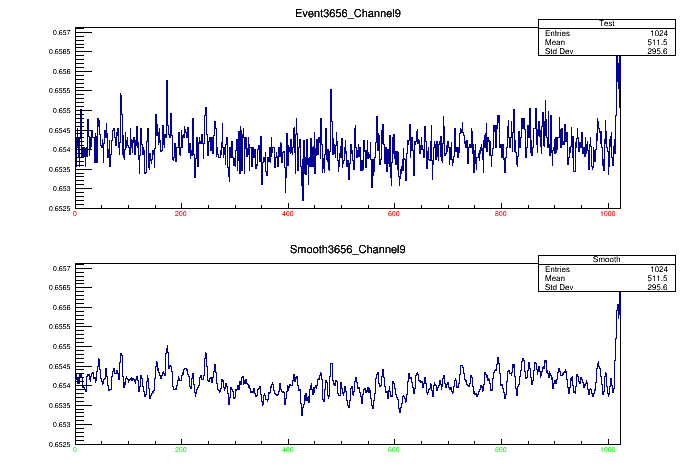 Event3656_Channel9
Test
Entries 1024
Mean 511.5
Std Dev 295.6
0.657
0.6565
0.656
0.6555
0.655
0.6545
0.654
0.6535
0.653
0.6525
0 200 400 600 800 1000
Smooth3656_Channel9
Smooth
Entries 1024
Mean 511.5
Std Dev 295.6
0.657
0.6565
0.656
0.6555
0.655
0.6545
0.654
0.6535
0.653
0.6525
0 200 400 600 800 1000